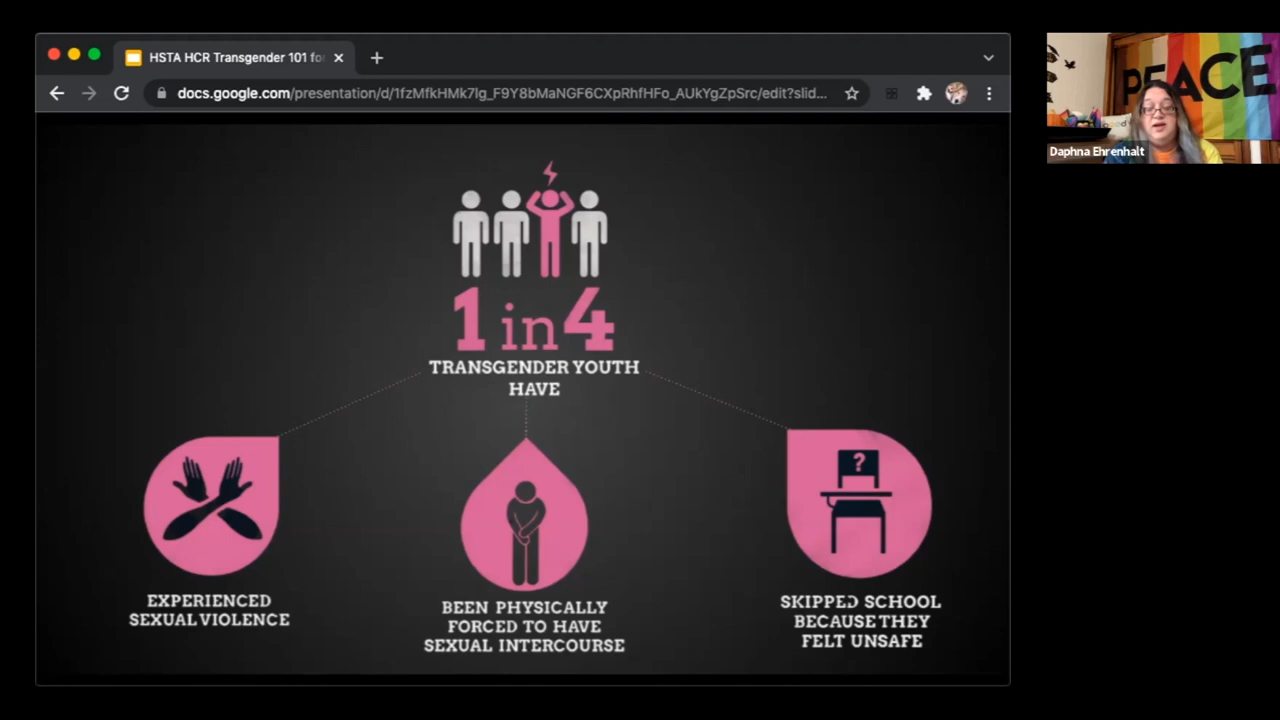 HSTA HCR Transgender 101 fo
docs.google.com/presentation/d/1fzMfkHMk7lg_F9Y8bMaNGF6CXpRhfHFo_AUkYgZpSrc/edit?slid...
PEACE
Daphna Ehrenhalt
1 in 4
TRANSGENDER YOUTH
HAVE
EXPERIENCED
SEXUAL VIOLENCE
BEEN PHYSICALLY
FORCED TO HAVE
SEXUAL INTERCOURSE
?
SKIPPED SCHOOL
BECAUSE THEY
FELT UNSAFE